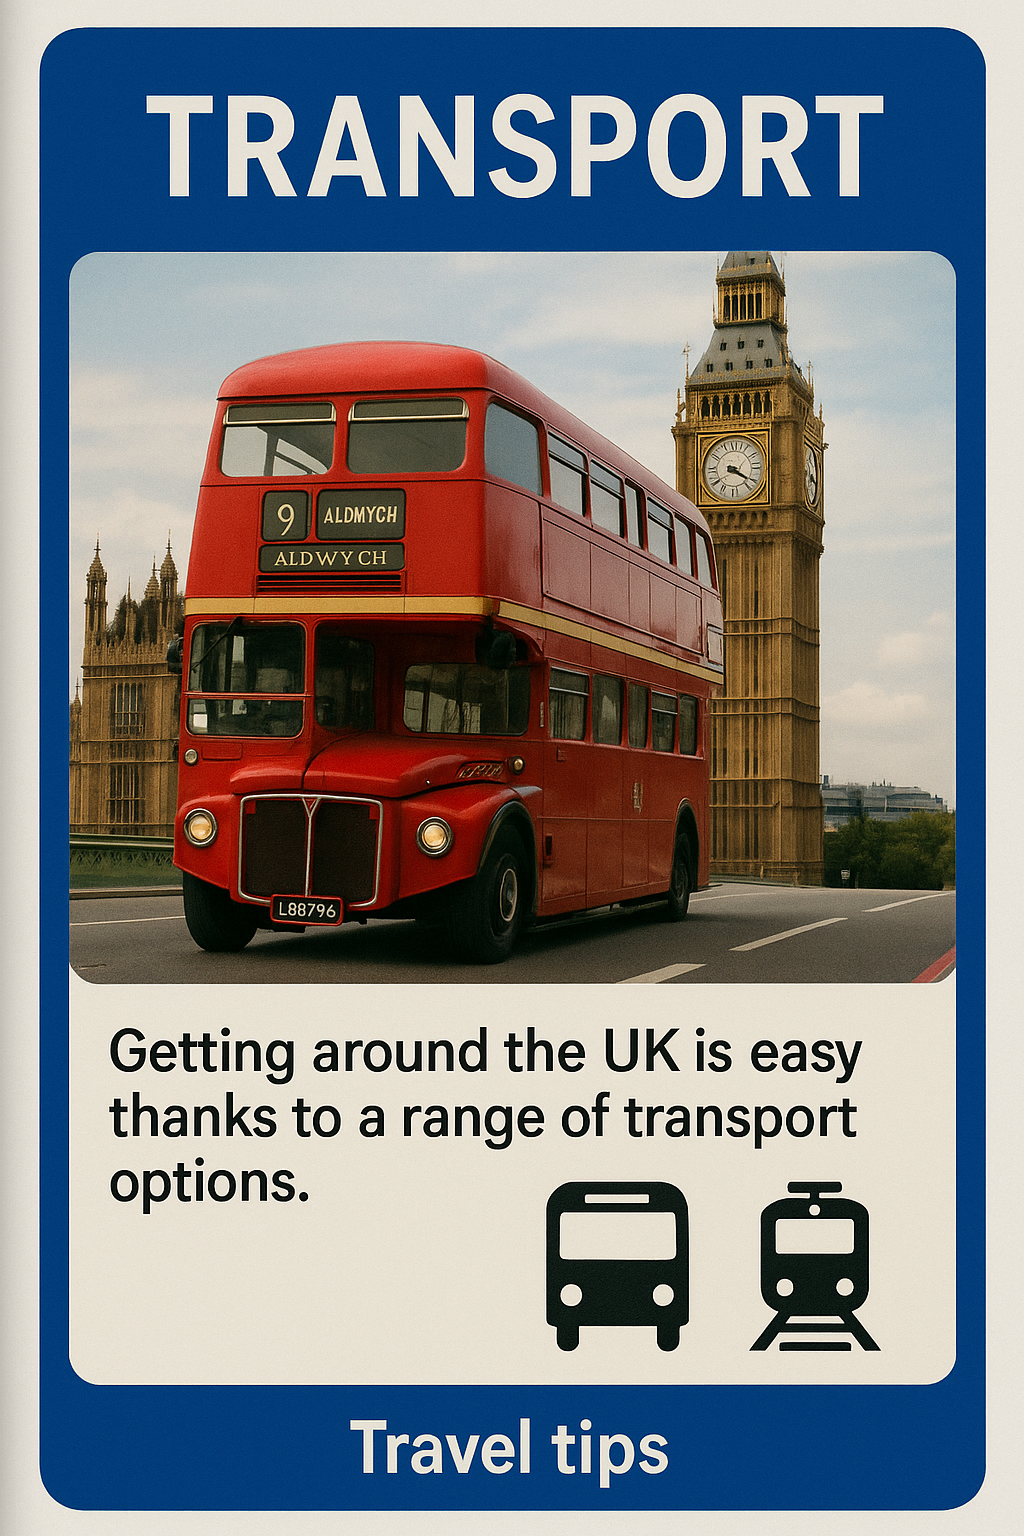 TRANSPORT
9 ALDMYCH
ALDWYCH
L88796
Getting around the UK is easy
thanks to a range of transport
options.
Travel tips